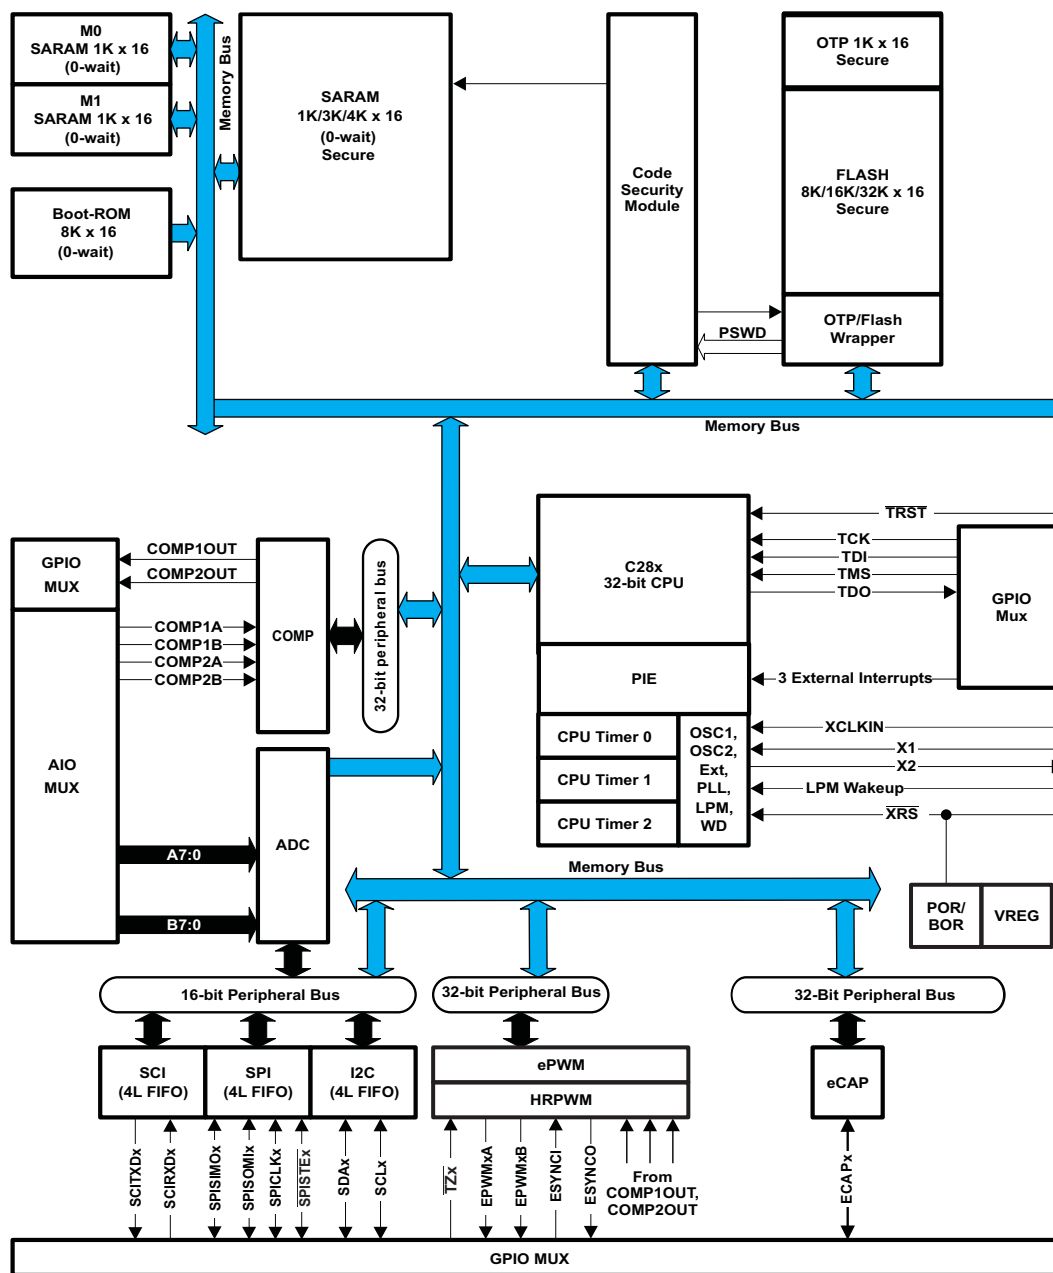 M0
SARAM 1K x 16
(0-wait)
M1
SARAM 1K x 16
(0-wait)
Boot-ROM
8K x 16
(0-wait)
Memory Bus
SARAM
1K/3K/4K x 16
(0-wait)
Secure
Code
Security
Module
OTP 1K x 16
Secure
FLASH
8K/16K/32K x 16
Secure
PSWD
OTP/Flash
Wrapper
Memory Bus
GPIO
MUX
COMP1OUT
COMP2OUT
COMP1A
COMP1B
COMP2A
COMP2B
COMP
32-bit peripheral bus
AIO
MUX
A7:0
B7:0
ADC
C28x
32-bit CPU
TRST
TCK
TDI
TMS
TDO
GPIO
Mux
PIE
3 External Interrupts
CPU Timer 0
CPU Timer 1
CPU Timer 2
OSC1,
OSC2,
Ext,
PLL,
LPM,
WD
XCLKIN
X1
X2
LPM Wakeup
XRS
POR/
BOR
VREG
Memory Bus
16-bit Peripheral Bus
32-bit Peripheral Bus
32-Bit Peripheral Bus
SCI
(4L FIFO)
SPI
(4L FIFO)
I2C
(4L FIFO)
ePWM
HRPWM
eCAP
SCITXDx
SCIRXDx
SPISIMOx
SPISOMIx
SPICLKx
SPISTEx
SDAx
SCLx
TZx
EPWMxA
EPWMxB
ESYNCI
ESYNCO
From
COMP1OUT,
COMP2OUT
ECAPx
GPIO MUX